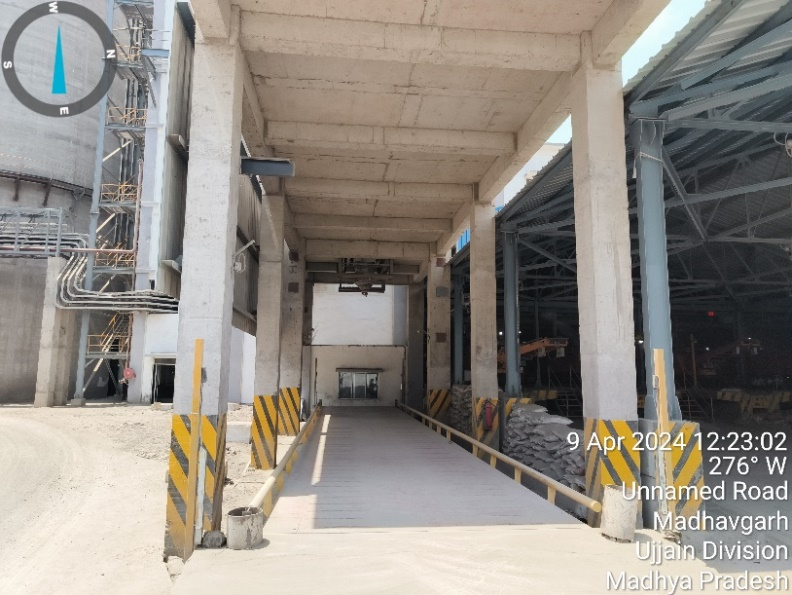 W
N
S
E
9 Apr 2024 12:23:02
276° W
Unnamed Road
Madhavgarh
Ujjain Division
Madhya Pradesh